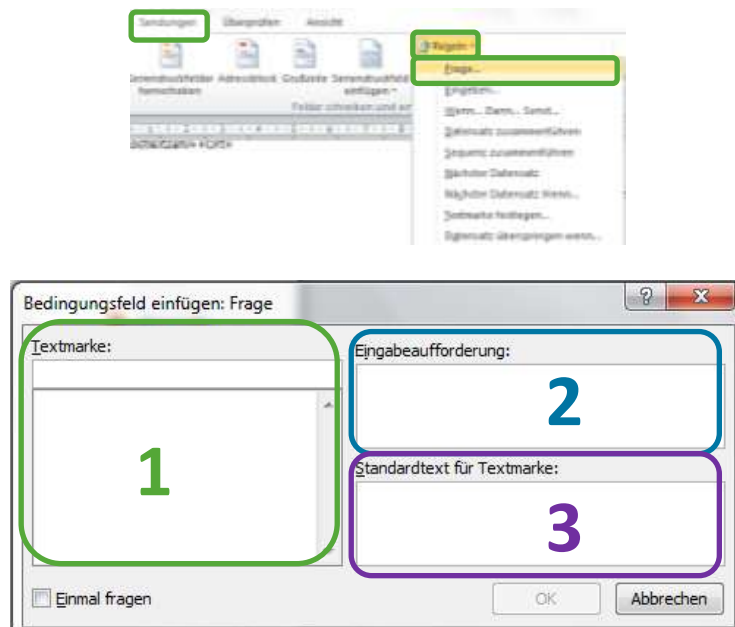 Sendungen Überprüfen Ansicht
Regeln
Seriendruckfelder Adressblock Grußzeile Seriendruckfeld
hervorheben einfügen
Felder schreiben und
Frage...
Eingeben...
Wenn... Dann... Sonst...
Datensatz zusammenführen
Sequenz zusammenführen
Nächster Datensatz
Nächster Datensatz Wenn...
Textmarke festlegen...
Datensatz überspringen wenn...
Bedingungsfeld einfügen: Frage
Textmarke:
Eingabeaufforderung:
1
2
Standardtext für Textmarke:
3
Einmal fragen
OK
Abbrechen